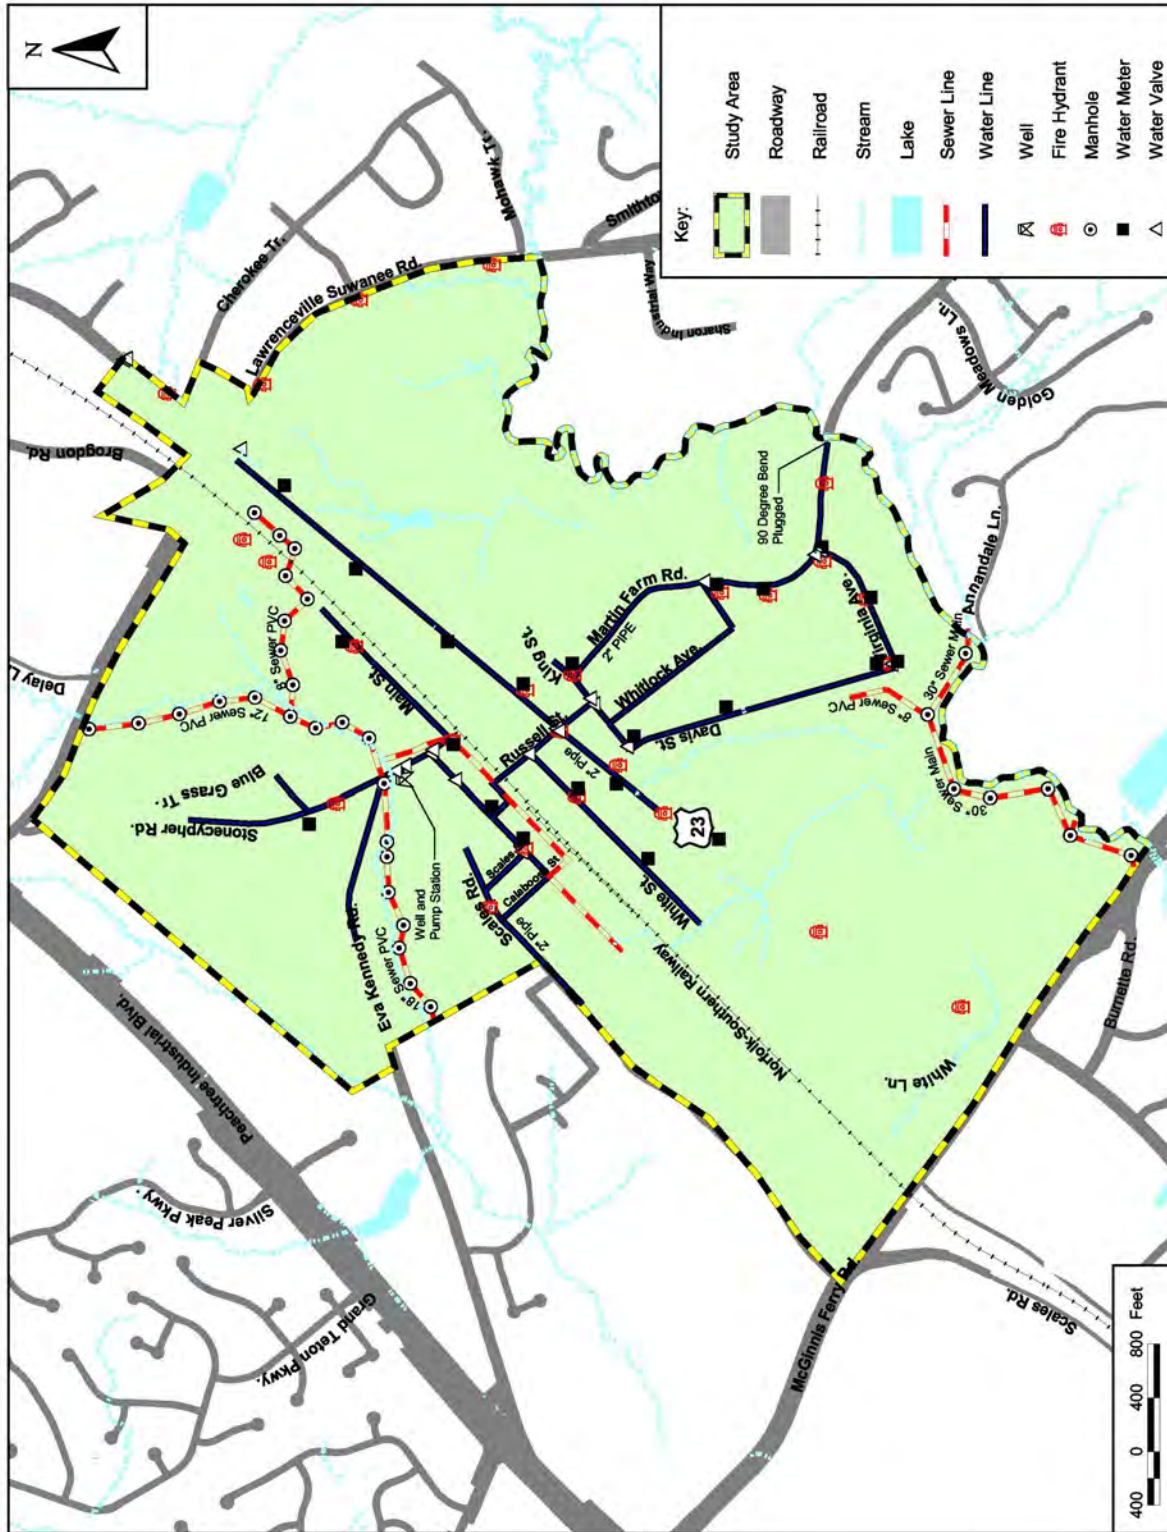 N
Key:
Study Area
Roadway
Railroad
Stream
Lake
Sewer Line
Water Line
Well
Fire Hydrant
Manhole
Water Meter
Water Valve
400 0 400 800 Feet
Brogdon Rd.
Cherokee Tr.
Lawrenceville Suwanee Rd.
Mohawk Tr.
Sharon Industrial Way
Golden Meadows Ln.
Annandale Ln.
Delay L
8" Sewer PVC
12" Sewer PVC
Main St.
Blue Grass Tr.
Stonecypher Rd.
Eva Kennedy Rd.
Well and
Pump Station
18" Sewer PVC
Scales Rd.
Scales
Calaboose St
2" Pipe
Russell St.
King St.
Martin Farm Rd.
2" PIPE
Whitlock Ave.
Davis St.
Virginia Ave.
90 Degree Bend
Plugged
2" Pipe
23
White St.
8" Sewer PVC
30" Sewer Main
30" Sewer Main
Norfolk-Southern Railway
White Ln.
Burnette Rd.
Peachtree Industrial Blvd.
Silver Peak Pkwy.
Grand Teton Pkwy.
McGinnis Ferry Rd.
Scales Rd.